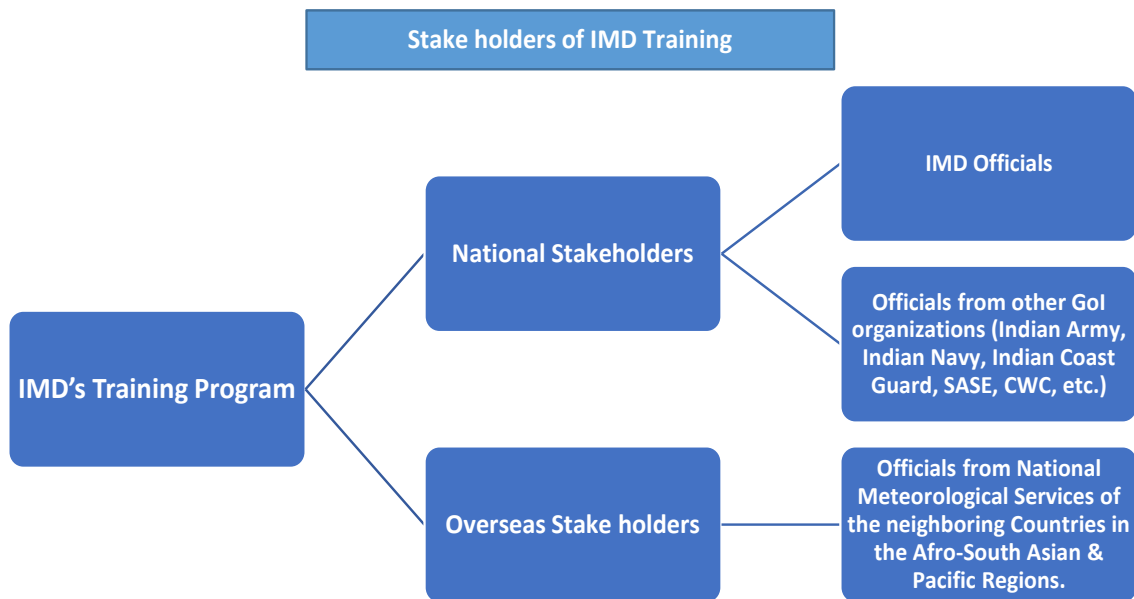 Stake holders of IMD Training
IMD's Training Program
National Stakeholders
IMD Officials
Officials from other GoI
organizations (Indian Army,
Indian Navy, Indian Coast
Guard, SASE, CWC, etc.)
Overseas Stake holders
Officials from National
Meteorological Services of
the neighboring Countries in
the Afro-South Asian &
Pacific Regions.